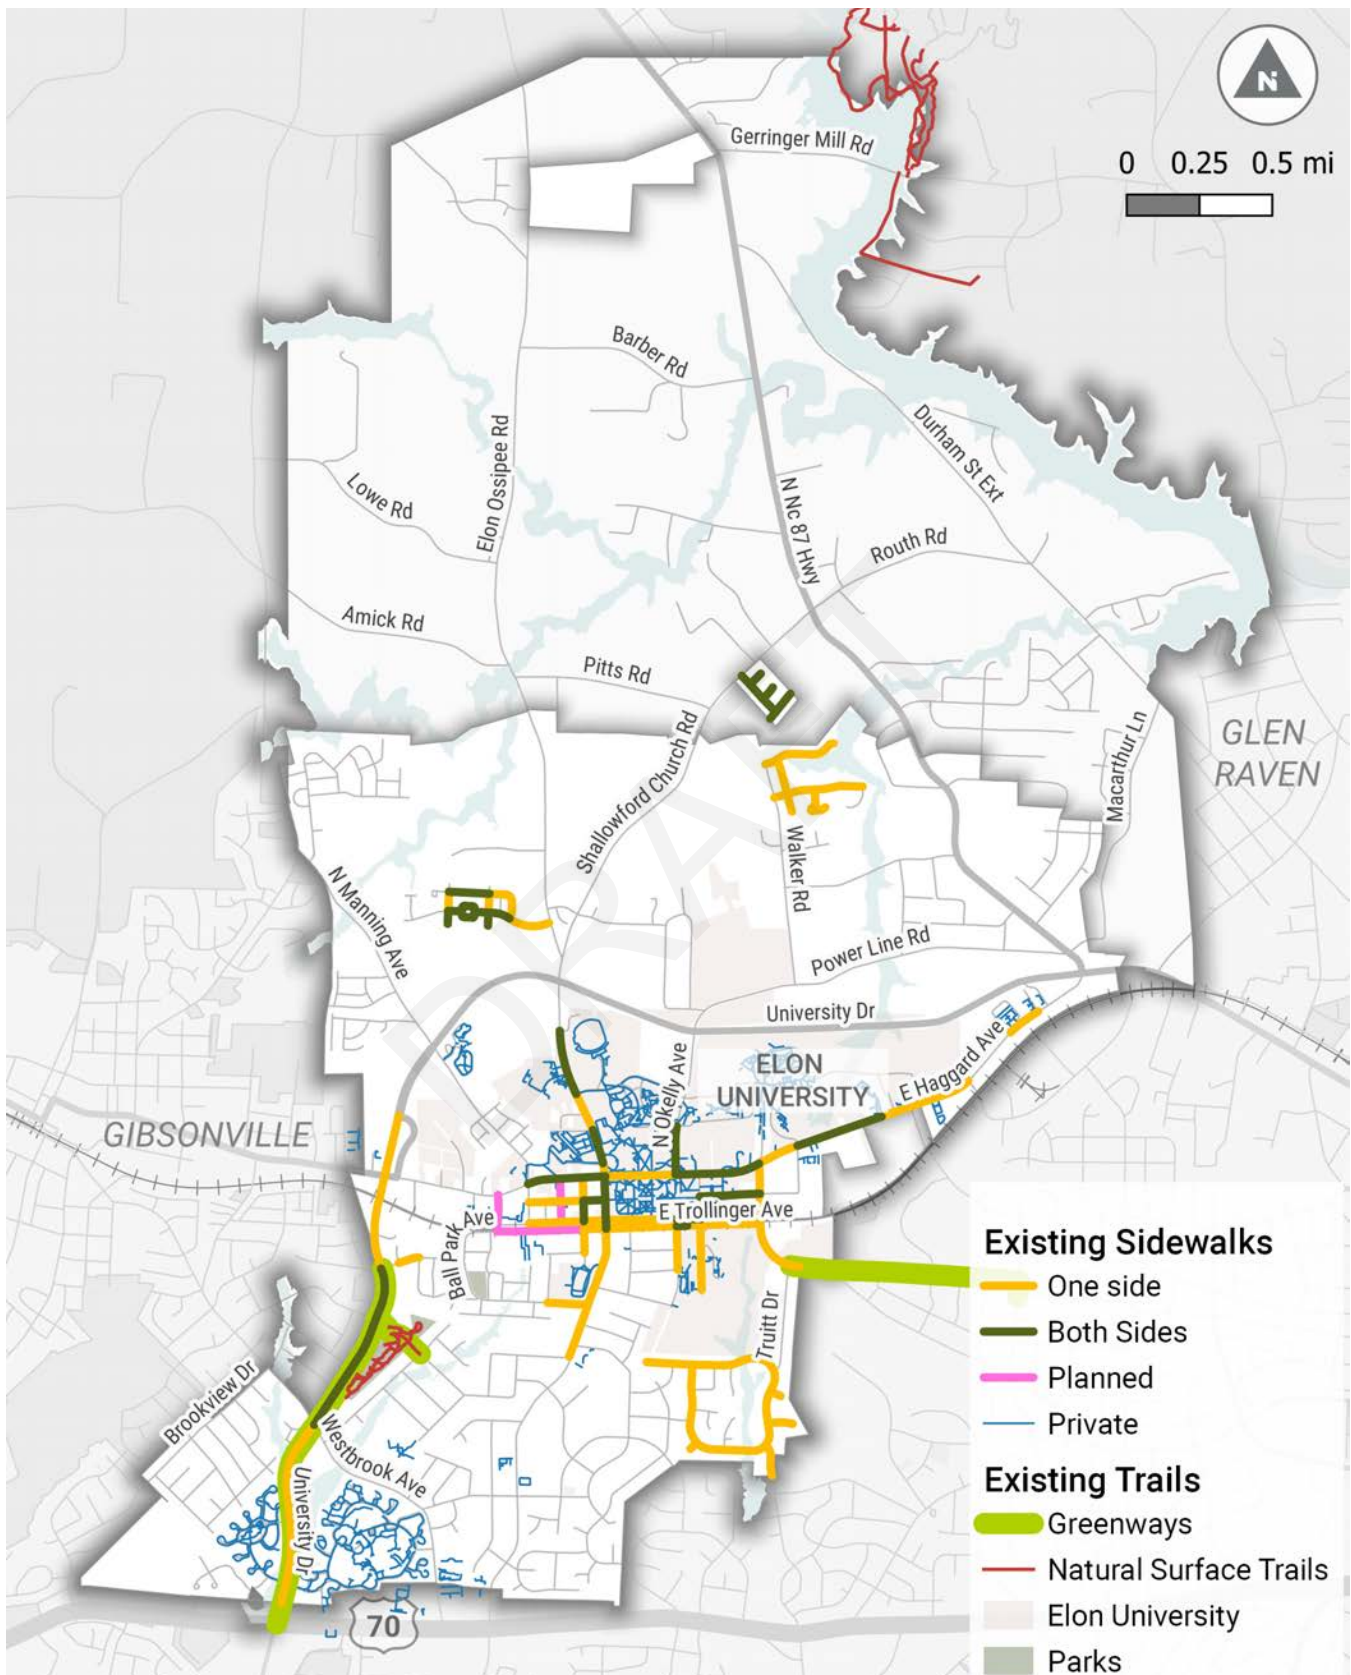 N
0 0.25 0.5 mi
Gerringer Mill Rd
Barber Rd
Durham St Ext
Elon Ossipee Rd
Lowe Rd
N Nc 87 Hwy
Routh Rd
Amick Rd
Pitts Rd
Shallowford Church Rd
Macarthur Ln
GLEN
RAVEN
Walker Rd
N Manning Ave
Power Line Rd
University Dr
DRAFT
N OKelly Ave
ELON
UNIVERSITY
E Haggard Ave
GIBSONVILLE
Ball Park Ave
E Trollinger Ave
Truitt Dr
Brookview Dr
Westbrook Ave
University Dr
70
Existing Sidewalks
One side
Both Sides
Planned
Private
Existing Trails
Greenways
Natural Surface Trails
Elon University
Parks